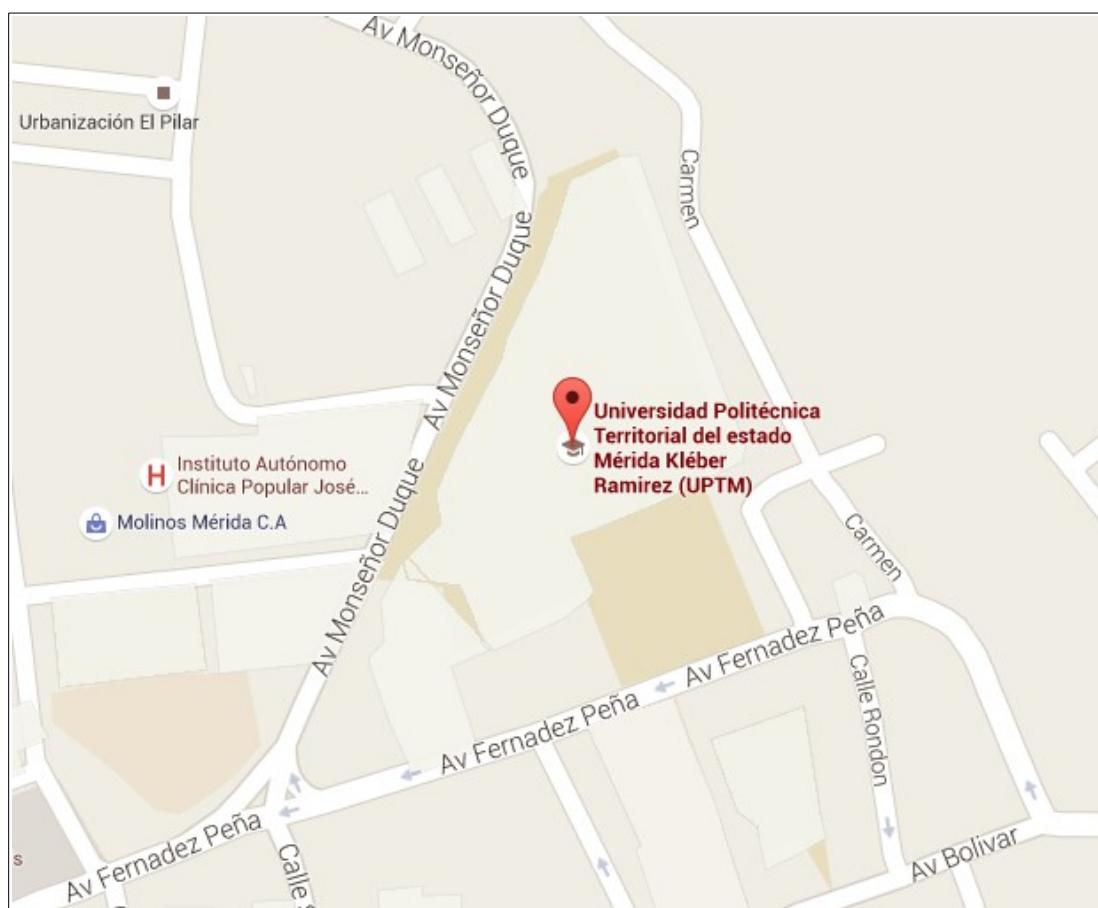 Av Monseñor Duque
Urbanización El Pilar
Carmen
Av Monseñor Duque
Universidad Politécnica
Territorial del estado
Mérida Kléber
Ramirez (UPTM)
H
Instituto Autónomo
Clínica Popular José...
Molinos Mérida C.A
Av Monseñor Duque
Carmen
Av Fernadez Peña
Calle Rondon
Av Fernadez Peña
Av Bolivar
Av Fernadez Peña
Calle
s